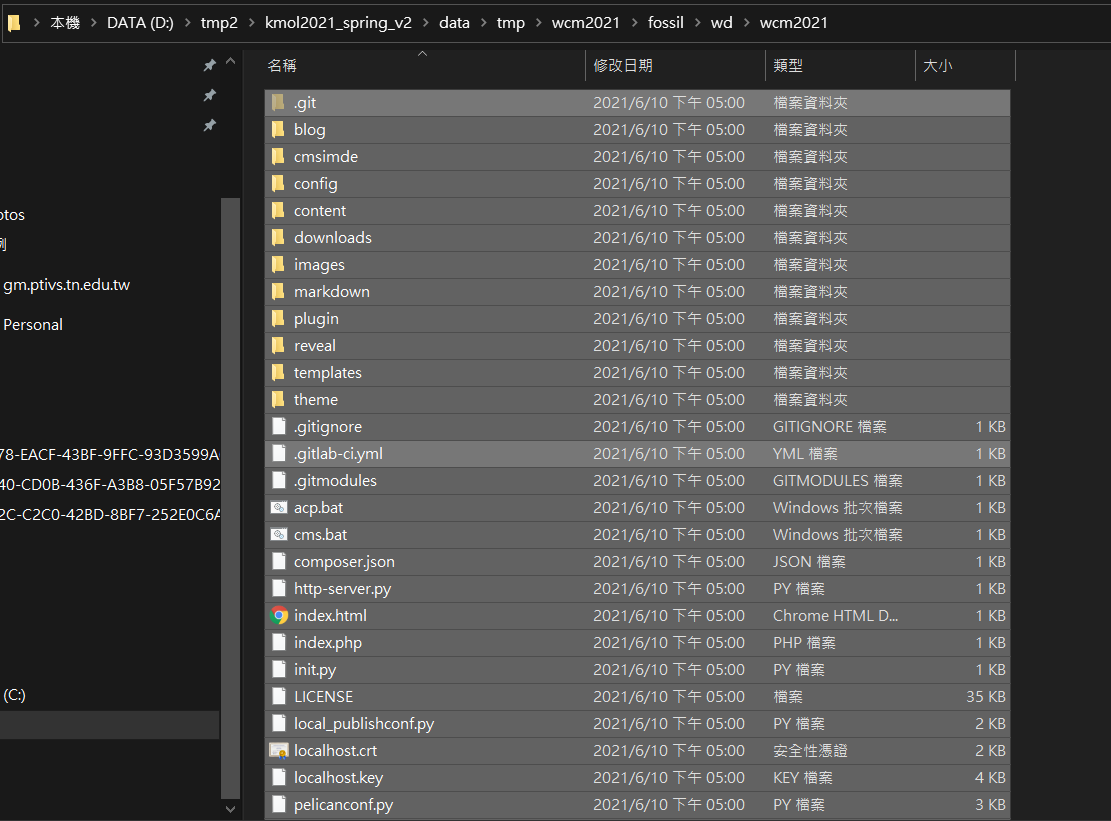 本機 > DATA (D:) > tmp2 > kmol2021_spring_v2 > data > tmp > wcm2021 > fossil > wd > wcm2021
名稱 修改日期 類型 大小
.git 2021/6/10 下午 05:00 檔案資料夾
blog 2021/6/10 下午 05:00 檔案資料夾
cmsimde 2021/6/10 下午 05:00 檔案資料夾
config 2021/6/10 下午 05:00 檔案資料夾
content 2021/6/10 下午 05:00 檔案資料夾
downloads 2021/6/10 下午 05:00 檔案資料夾
images 2021/6/10 下午 05:00 檔案資料夾
markdown 2021/6/10 下午 05:00 檔案資料夾
plugin 2021/6/10 下午 05:00 檔案資料夾
reveal 2021/6/10 下午 05:00 檔案資料夾
templates 2021/6/10 下午 05:00 檔案資料夾
theme 2021/6/10 下午 05:00 檔案資料夾
.gitignore 2021/6/10 下午 05:00 GITIGNORE 檔案 1 KB
.gitlab-ci.yml 2021/6/10 下午 05:00 YML 檔案 1 KB
.gitmodules 2021/6/10 下午 05:00 GITMODULES 檔案 1 KB
acp.bat 2021/6/10 下午 05:00 Windows 批次檔案 1 KB
cms.bat 2021/6/10 下午 05:00 Windows 批次檔案 1 KB
composer.json 2021/6/10 下午 05:00 JSON 檔案 1 KB
http-server.py 2021/6/10 下午 05:00 PY 檔案 1 KB
index.html 2021/6/10 下午 05:00 Chrome HTML D... 1 KB
index.php 2021/6/10 下午 05:00 PHP 檔案 1 KB
init.py 2021/6/10 下午 05:00 PY 檔案 1 KB
LICENSE 2021/6/10 下午 05:00 檔案 35 KB
local_publishconf.py 2021/6/10 下午 05:00 PY 檔案 2 KB
localhost.crt 2021/6/10 下午 05:00 安全性憑證 2 KB
localhost.key 2021/6/10 下午 05:00 KEY 檔案 4 KB
pelicanconf.py 2021/6/10 下午 05:00 PY 檔案 3 KB
otos
gm.ptivs.tn.edu.tw
Personal
78-EACF-43BF-9FFC-93D3599A
40-CD0B-436F-A3B8-05F57B92
2C-C2C0-42BD-8BF7-252E0C6A
(C:)